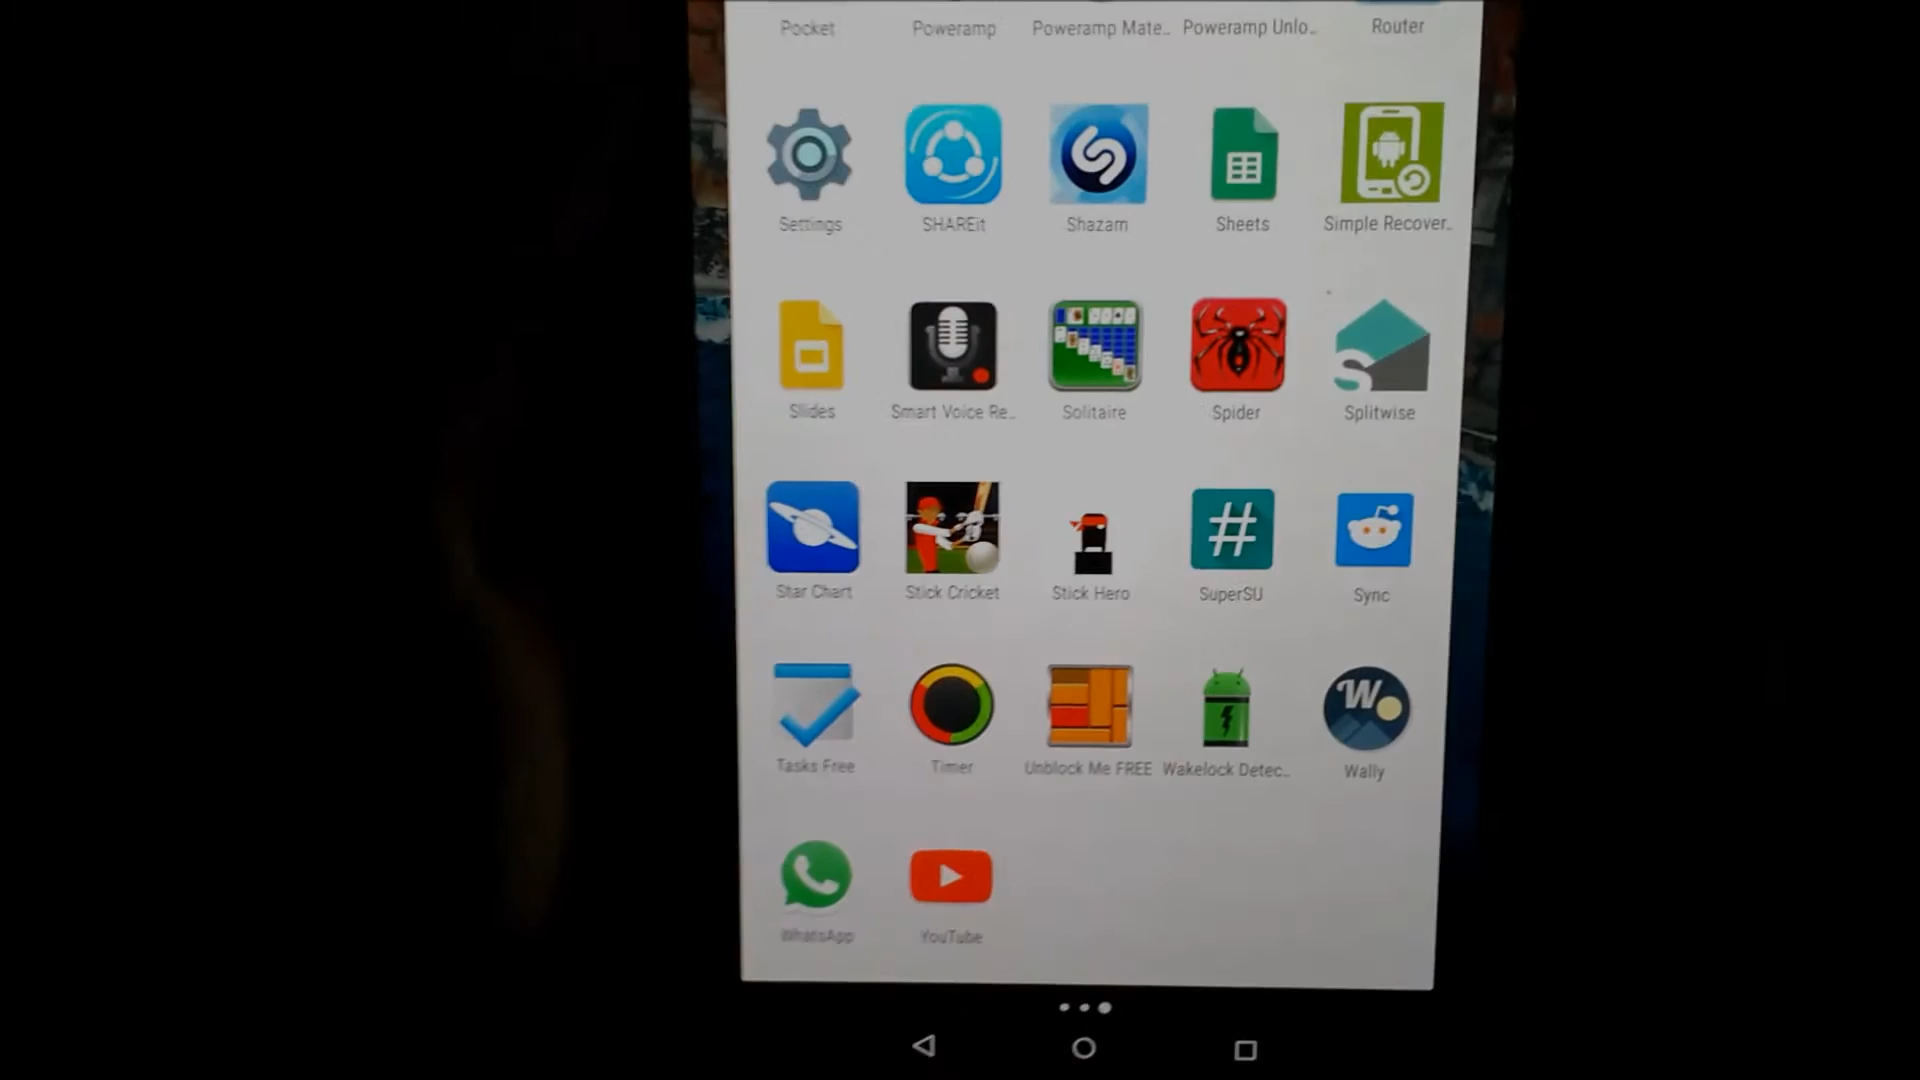 Pocket Poweramp Poweramp Mate.. Poweramp Unlo.. Router
Settings SHAREit Shazam Sheets Simple Recover..
Slides Smart Voice Re.. Solitaire Spider Splitwise
Star Chart Stick Cricket Stick Hero SuperSU Sync
W
Tasks Free Timer Unblock Me FREE Wakelock Detec... Wally
WhatsApp YouTube